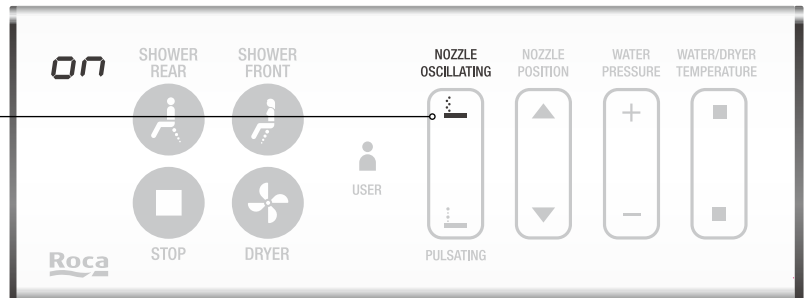 on
SHOWER
REAR
SHOWER
FRONT
NOZZLE
OSCILLATING
NOZZLE
POSITION
WATER
PRESSURE
WATER/DRYER
TEMPERATURE
USER
STOP
DRYER
PULSATING
Roca